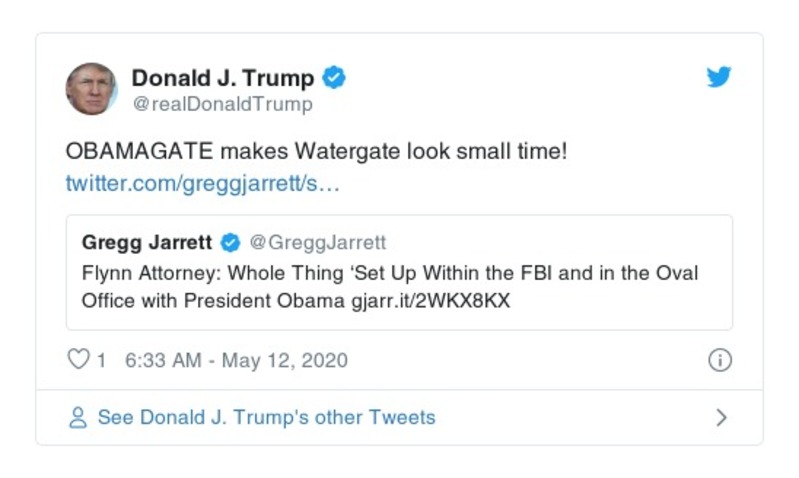 Donald J. Trump
@realDonaldTrump
OBAMAGATE makes Watergate look small time!
twitter.com/greggjarrett/s…
Gregg Jarrett @GreggJarrett
Flynn Attorney: Whole Thing ‘Set Up Within the FBI and in the Oval
Office with President Obama gjarr.it/2WKX8KX
1 6:33 AM - May 12, 2020
See Donald J. Trump's other Tweets